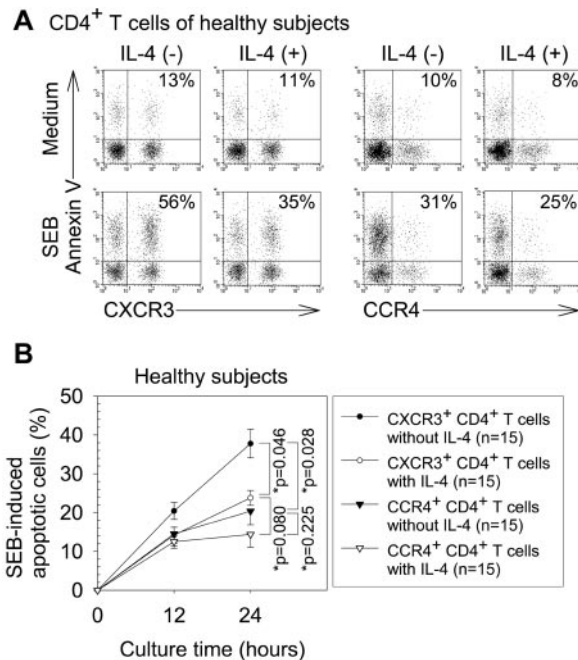 A CD4+ T cells of healthy subjects
IL-4 (-) IL-4 (+) IL-4 (-) IL-4 (+)
Medium
13% 11% 10% 8%
SEB
Annexin V
56% 35% 31% 25%
CXCR3 CCR4
B
Healthy subjects
SEB-induced
apoptotic cells (%)
50
40
30
20
10
0
0 12 24
Culture time (hours)
*p=0.046
*p=0.028
*p=0.080
*p=0.225
CXCR3+ CD4+ T cells
without IL-4 (n=15)
CXCR3+ CD4+ T cells
with IL-4 (n=15)
CCR4+ CD4+ T cells
without IL-4 (n=15)
CCR4+ CD4+ T cells
with IL-4 (n=15)